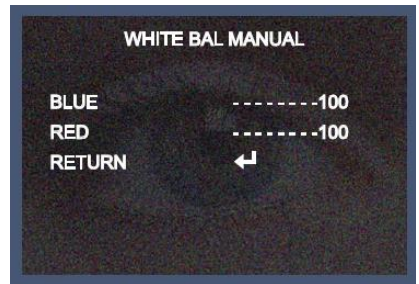 WHITE BAL MANUAL
BLUE --------100
RED --------100
RETURN ↵